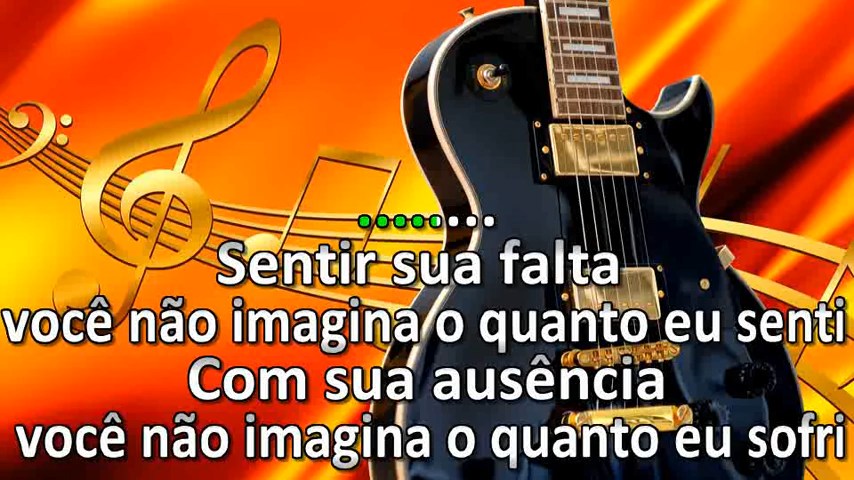 Sentir sua falta
você não imagina o quanto eu senti
Com sua ausência
você não imagina o quanto eu sofri